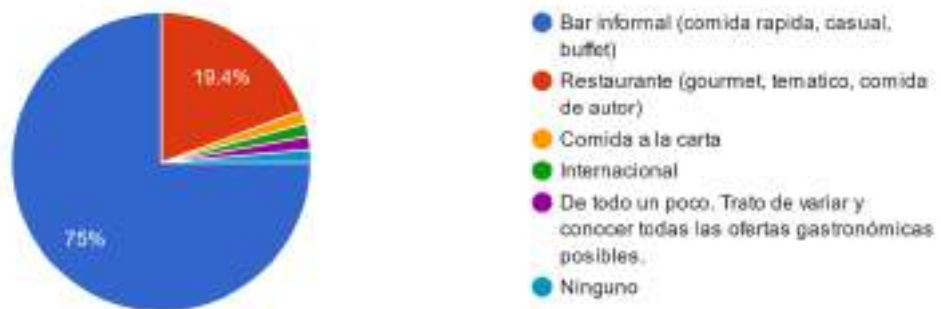 19.4%
75%
Bar informal (comida rapida, casual,
buffet)
Restaurante (gourmet, tematico, comida
de autor)
Comida a la carta
Internacional
De todo un poco. Trato de variar y
conocer todas las ofertas gastronómicas
posibles.
Ninguno